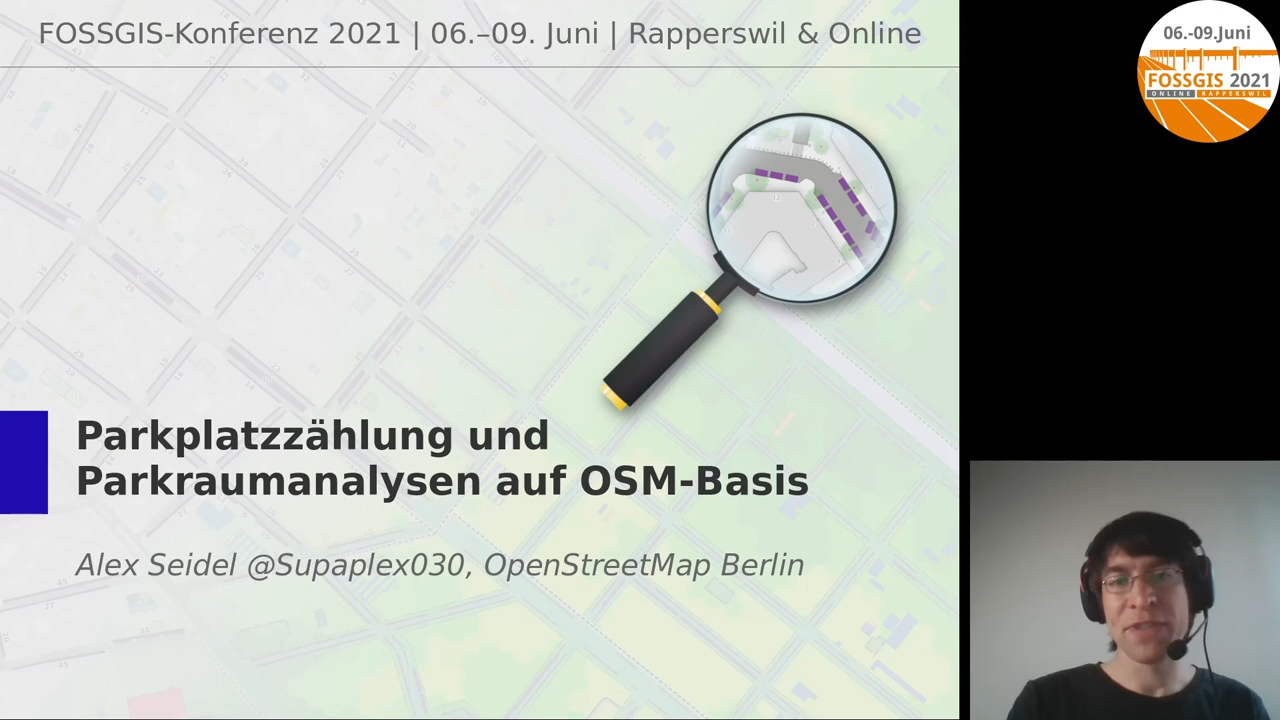 FOSSGIS-Konferenz 2021 | 06.–09. Juni | Rapperswil & Online
06.-09.Juni
FOSSGIS 2021
ONLINE RAPPERSWIL
Parkplatzzählung und
Parkraumanalysen auf OSM-Basis
Alex Seidel @Supaplex030, OpenStreetMap Berlin